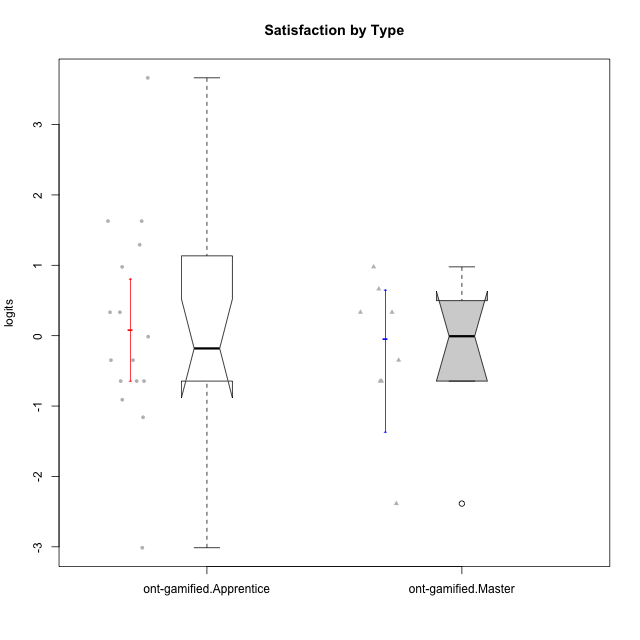 Satisfaction by Type
logits
3
2
1
0
-1
-2
-3
ont-gamified.Apprentice
ont-gamified.Master